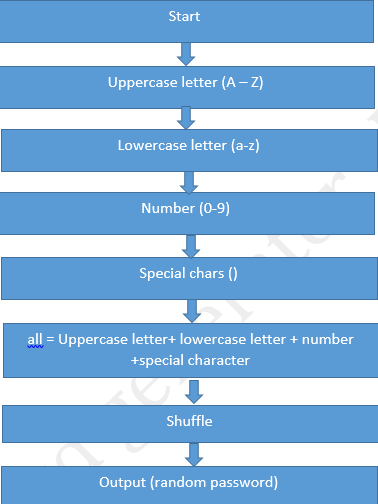 Start
Uppercase letter (A – Z)
Lowercase letter (a-z)
Number (0-9)
Special chars ()
all = Uppercase letter+ lowercase letter + number
+special character
Shuffle
Output (random password)